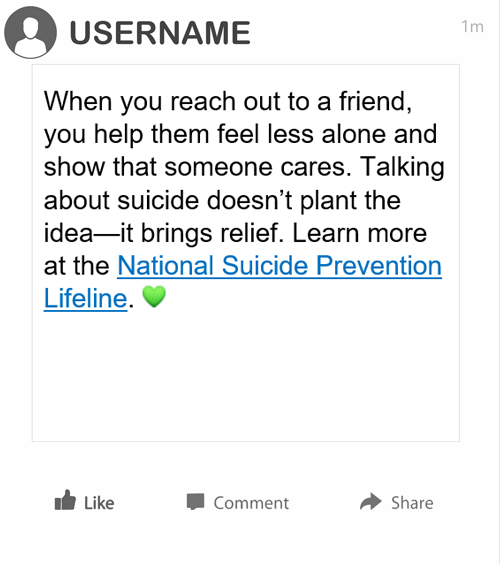 USERNAME
1m
When you reach out to a friend,
you help them feel less alone and
show that someone cares. Talking
about suicide doesn’t plant the
idea—it brings relief. Learn more
at the National Suicide Prevention
Lifeline. 💚
Like
Comment
Share